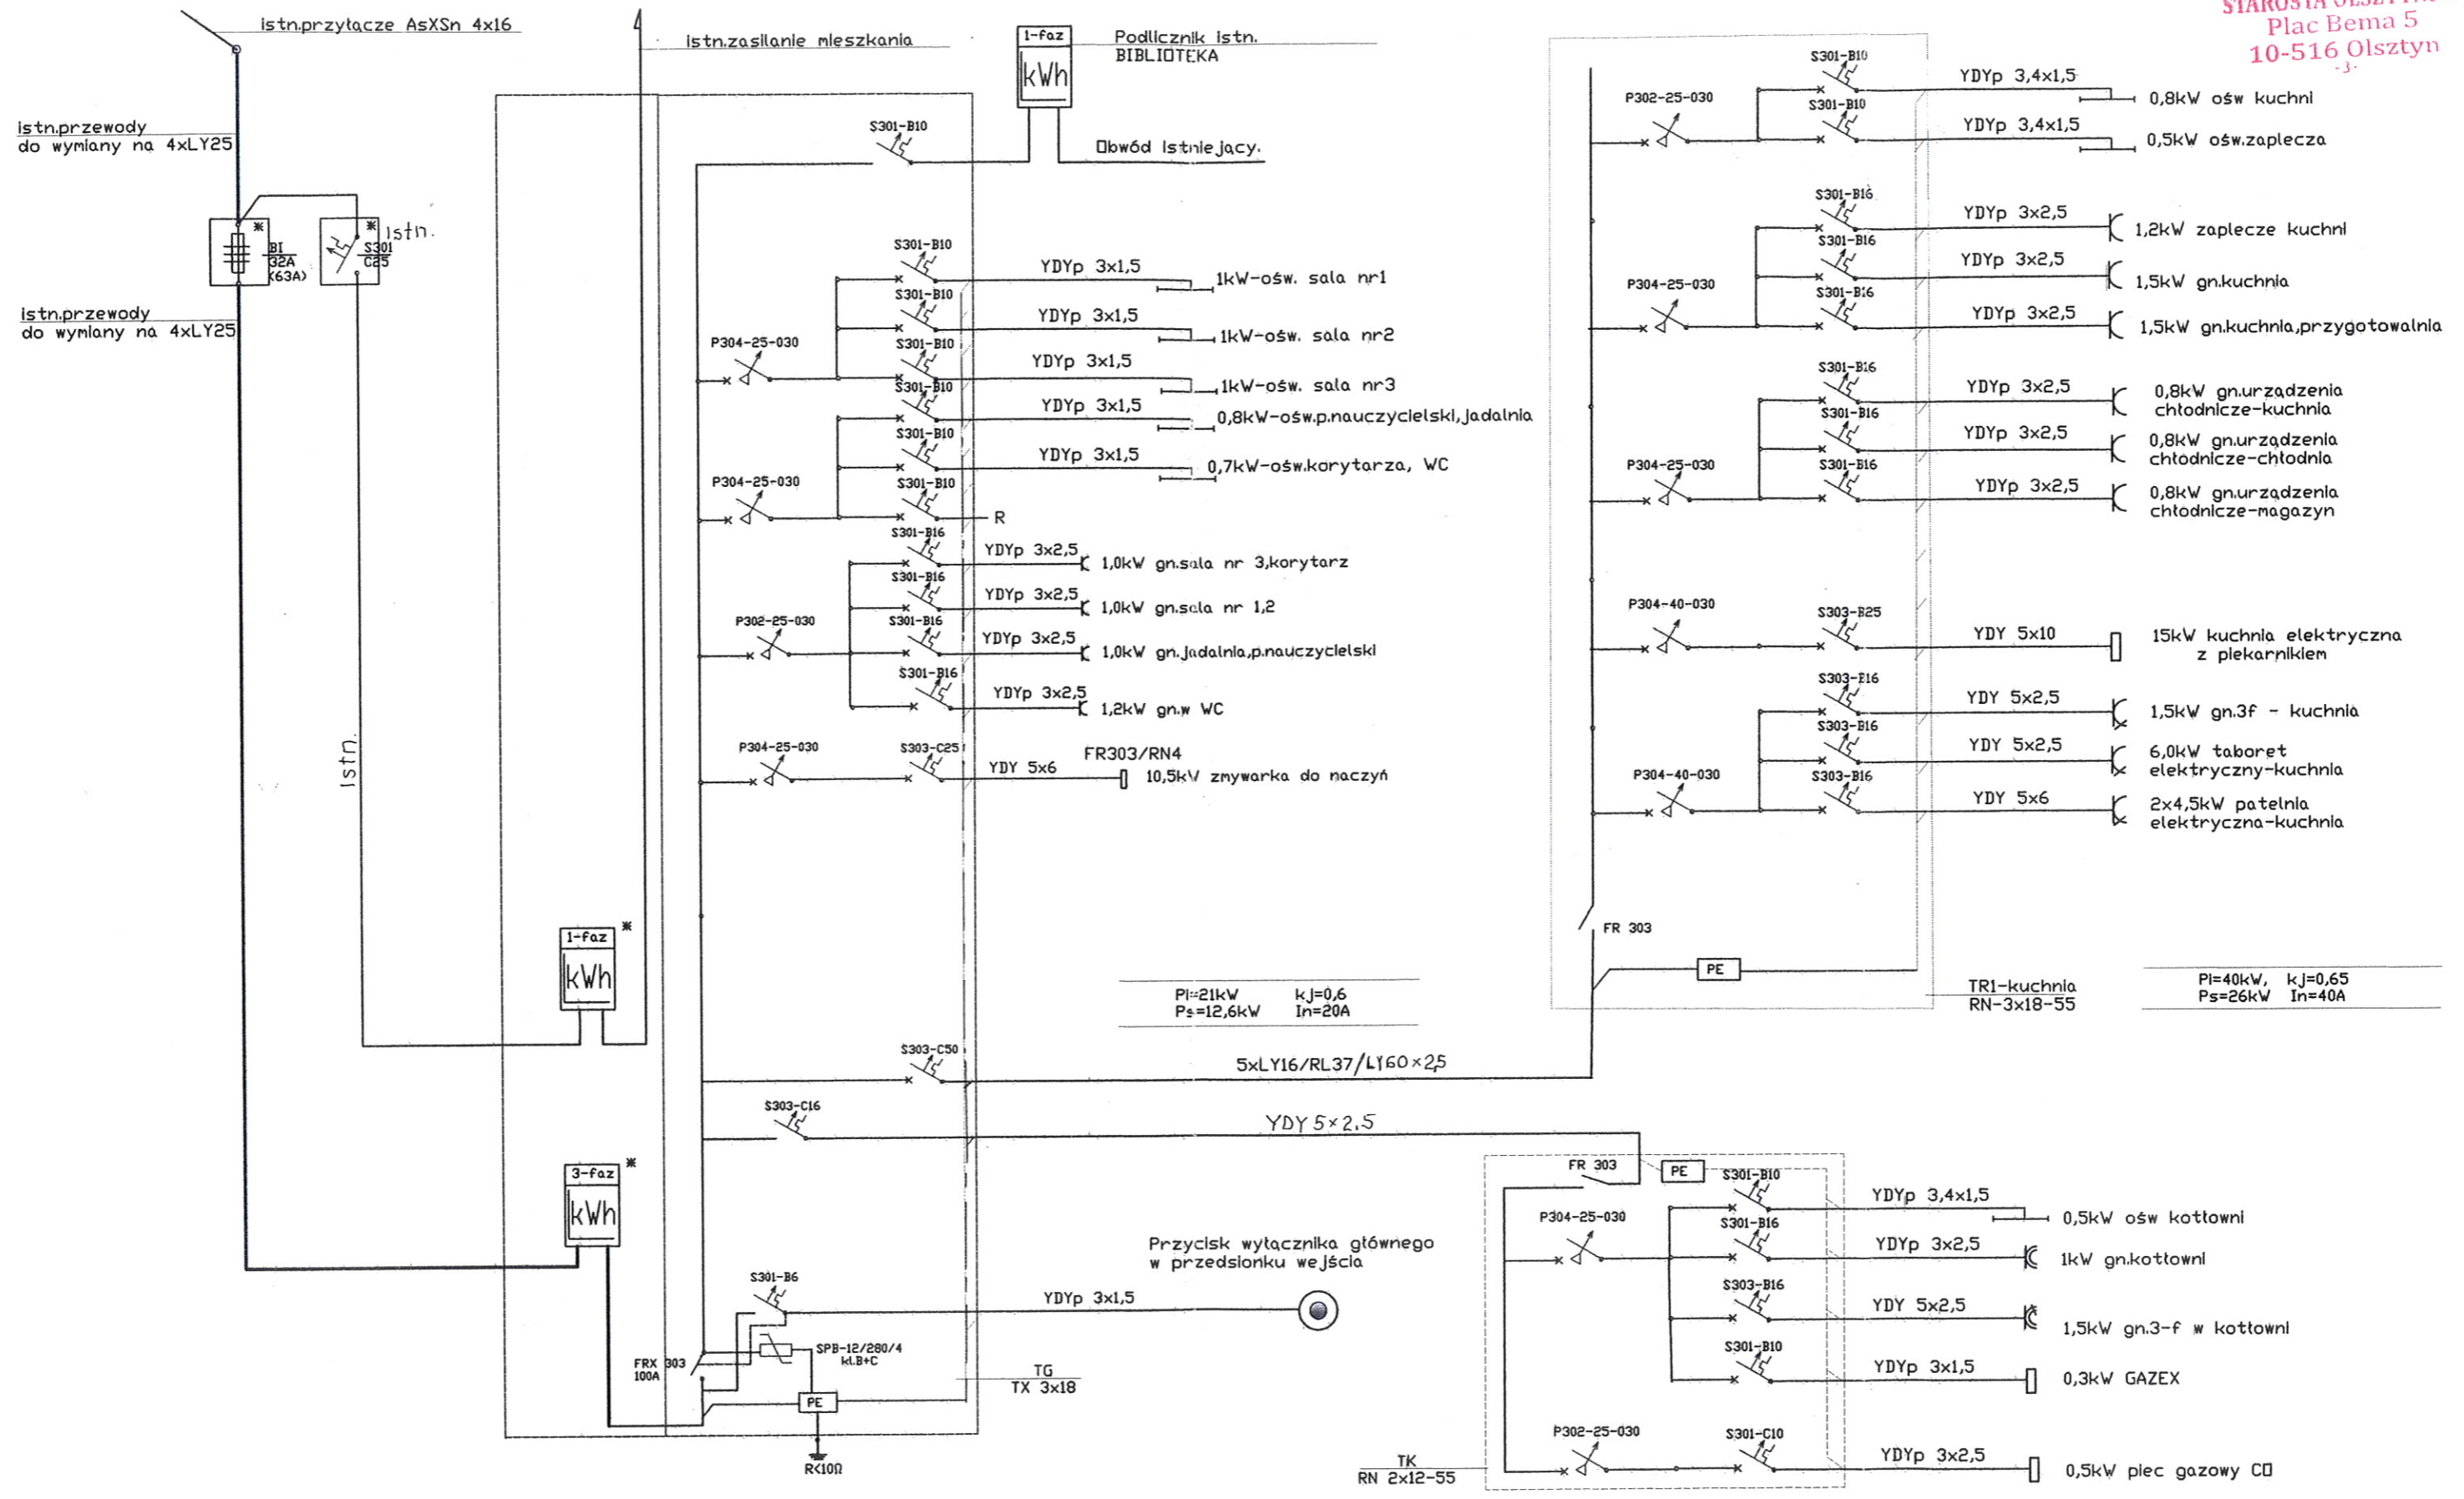 istn.przyłącze AsXSn 4x16
istn.zasilanie mieszkania
istn.przewody
do wymiany na 4xLY25
*
BI
32A
(63A)
*
S301
C25
istn.
istn.przewody
do wymiany na 4xLY25
istn.
1-faz
kWh
*
3-faz
kWh
*
1-faz
kWh
Podlicznik istn.
BIBLIOTEKA
S301-B10
Obwód istniejący.
P304-25-030
S301-B10
YDYp 3x1,5
1kW-ośw. sala nr1
S301-B10
YDYp 3x1,5
1kW-ośw. sala nr2
S301-B10
YDYp 3x1,5
1kW-ośw. sala nr3
P304-25-030
S301-B10
YDYp 3x1,5
0,8kW-ośw.p.nauczycielski,jadalnia
S301-B10
YDYp 3x1,5
0,7kW-ośw.korytarza, WC
S301-B10
R
P302-25-030
S301-B16
YDYp 3x2,5
1,0kW gn.sala nr 3,korytarz
S301-B16
YDYp 3x2,5
1,0kW gn.sala nr 1,2
S301-B16
YDYp 3x2,5
1,0kW gn.jadalnia,p.nauczycielski
S301-B16
YDYp 3x2,5
1,2kW gn.w WC
P304-25-030
S303-C25
YDY 5x6
FR303/RN4
10,5kW zmywarka do naczyń
Pi=21kW kj=0,6
Ps=12,6kW In=20A
S303-C50
5xLY16/RL37/LY60x25
S303-C16
YDY 5x2.5
Przycisk wyłącznika głównego
w przedsionku wejścia
S301-B6
YDYp 3x1,5
FRX 303
100A
SPB-12/280/4
kl.B+C
PE
R<10Ω
TG
TX 3x18
Plac Bema 5
10-516 Olsztyn
-3-
P302-25-030
S301-B10
YDYp 3,4x1,5
0,8kW ośw kuchni
S301-B10
YDYp 3,4x1,5
0,5kW ośw.zaplecza
P304-25-030
S301-B16
YDYp 3x2,5
1,2kW zaplecze kuchni
S301-B16
YDYp 3x2,5
1,5kW gn.kuchnia
S301-B16
YDYp 3x2,5
1,5kW gn.kuchnia,przygotowalnia
P304-25-030
S301-B16
YDYp 3x2,5
0,8kW gn.urządzenia
chłodnicze-kuchnia
S301-B16
YDYp 3x2,5
0,8kW gn.urządzenia
chłodnicze-chłodnia
S301-B16
YDYp 3x2,5
0,8kW gn.urządzenia
chłodnicze-magazyn
P304-40-030
S303-B25
YDY 5x10
15kW kuchnia elektryczna
z piekarnikiem
P304-40-030
S303-B16
YDY 5x2,5
1,5kW gn.3f - kuchnia
S303-B16
YDY 5x2,5
6,0kW taboret
elektryczny-kuchnia
S303-B16
YDY 5x6
2x4,5kW patelnia
elektryczna-kuchnia
FR 303
PE
TR1-kuchnia
RN-3x18-55
Pi=40kW, kj=0,65
Ps=26kW In=40A
FR 303
PE
P304-25-030
S301-B10
YDYp 3,4x1,5
0,5kW ośw kotłowni
S301-B16
YDYp 3x2,5
1kW gn.kotłowni
S303-B16
YDY 5x2,5
1,5kW gn.3-f w kotłowni
S301-B10
YDYp 3x1,5
0,3kW GAZEX
P302-25-030
S301-C10
YDYp 3x2,5
0,5kW piec gazowy CO
TK
RN 2x12-55